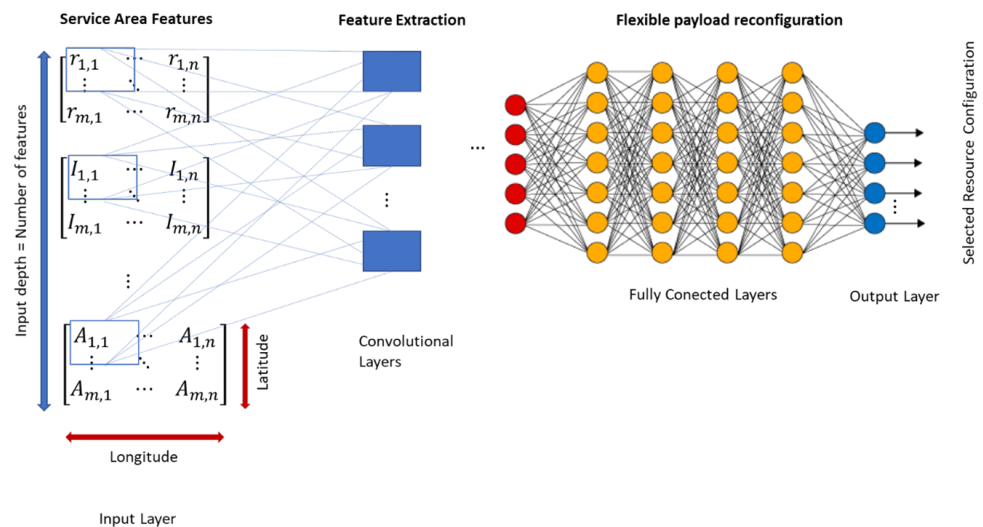 Service Area Features
Feature Extraction
Flexible payload reconfiguration
Input depth = Number of features
r1,1 ⋯ r1,n
⋮ ⋱ ⋮
rm,1 ⋯ rm,n
I1,1 ⋯ I1,n
⋮ ⋱ ⋮
Im,1 ⋯ Im,n
⋮
A1,1 ⋯ A1,n
⋮ ⋱ ⋮
Am,1 ⋯ Am,n
Latitude
Longitude
Input Layer
⋮
Convolutional
Layers
...
Fully Conected Layers
⋮
Output Layer
Selected Resource Configuration